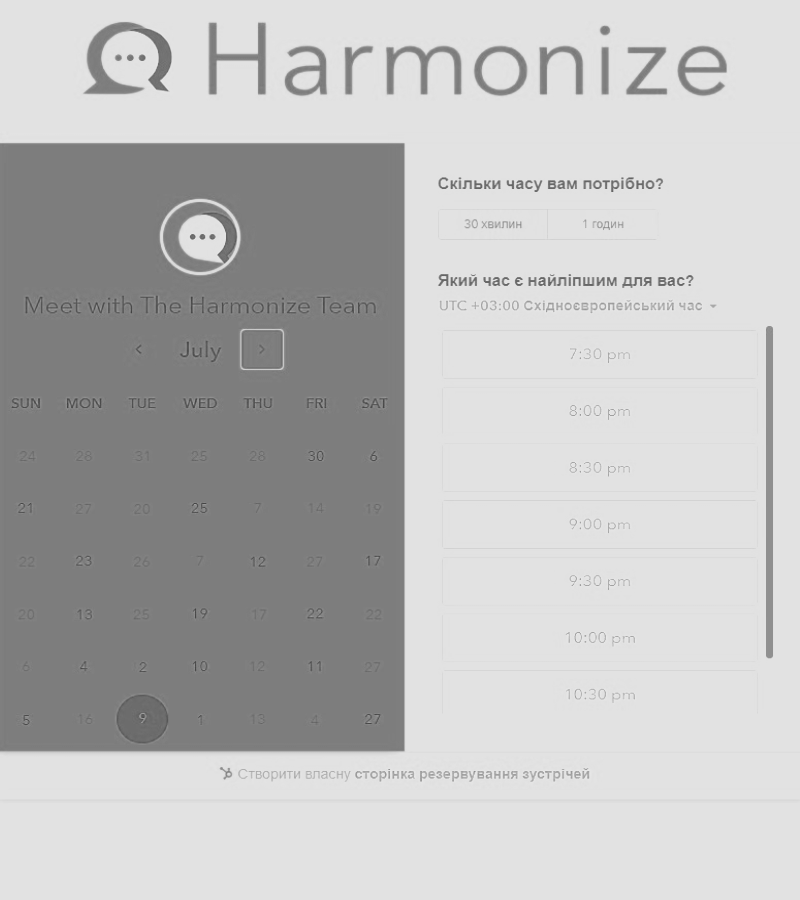 Harmonize
Meet with The Harmonize Team
July
SUN MON TUE WED THU FRI SAT
24 28 31 25 28 30 6
21 27 20 25 7 14 19
22 23 26 7 12 27 17
20 13 25 19 17 22 22
6 4 2 10 12 11 27
5 16 9 1 13 4 27
Скільки часу вам потрібно?
30 хвилин 1 годин
Який час є найліпшим для вас?
UTC +03:00 Східноєвропейський час
7:30 pm
8:00 pm
8:30 pm
9:00 pm
9:30 pm
10:00 pm
10:30 pm
Створити власну сторінка резервування зустрічей